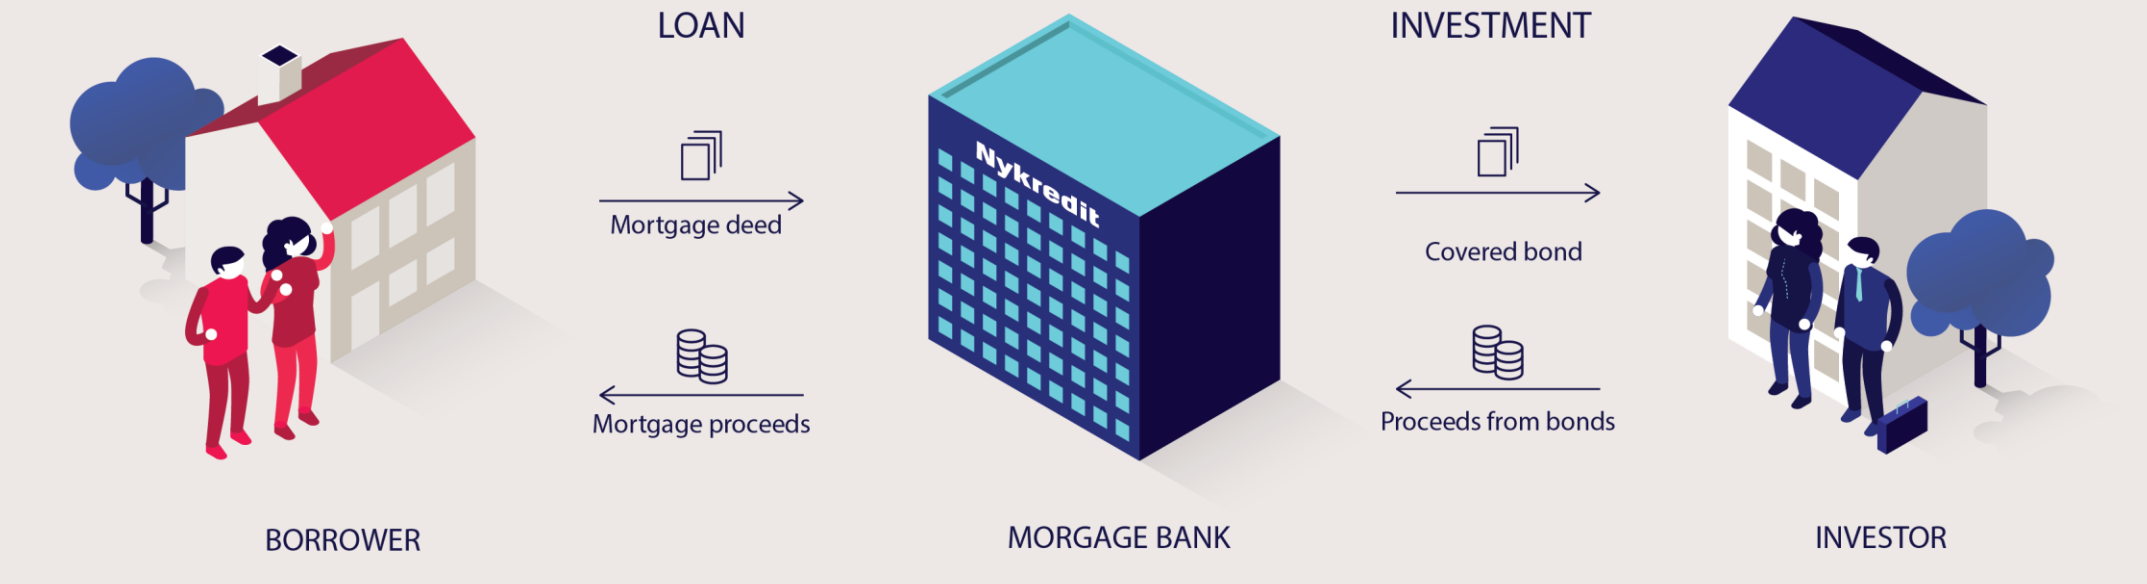 LOAN
INVESTMENT
Nykredit
Mortgage deed
Covered bond
Mortgage proceeds
Proceeds from bonds
BORROWER
MORGAGE BANK
INVESTOR